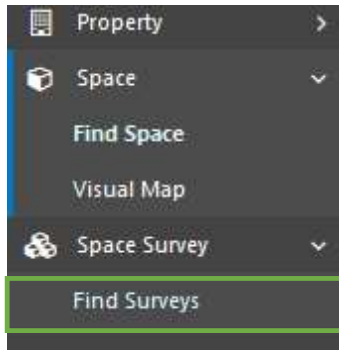 Property
Space
Find Space
Visual Map
Space Survey
Find Surveys